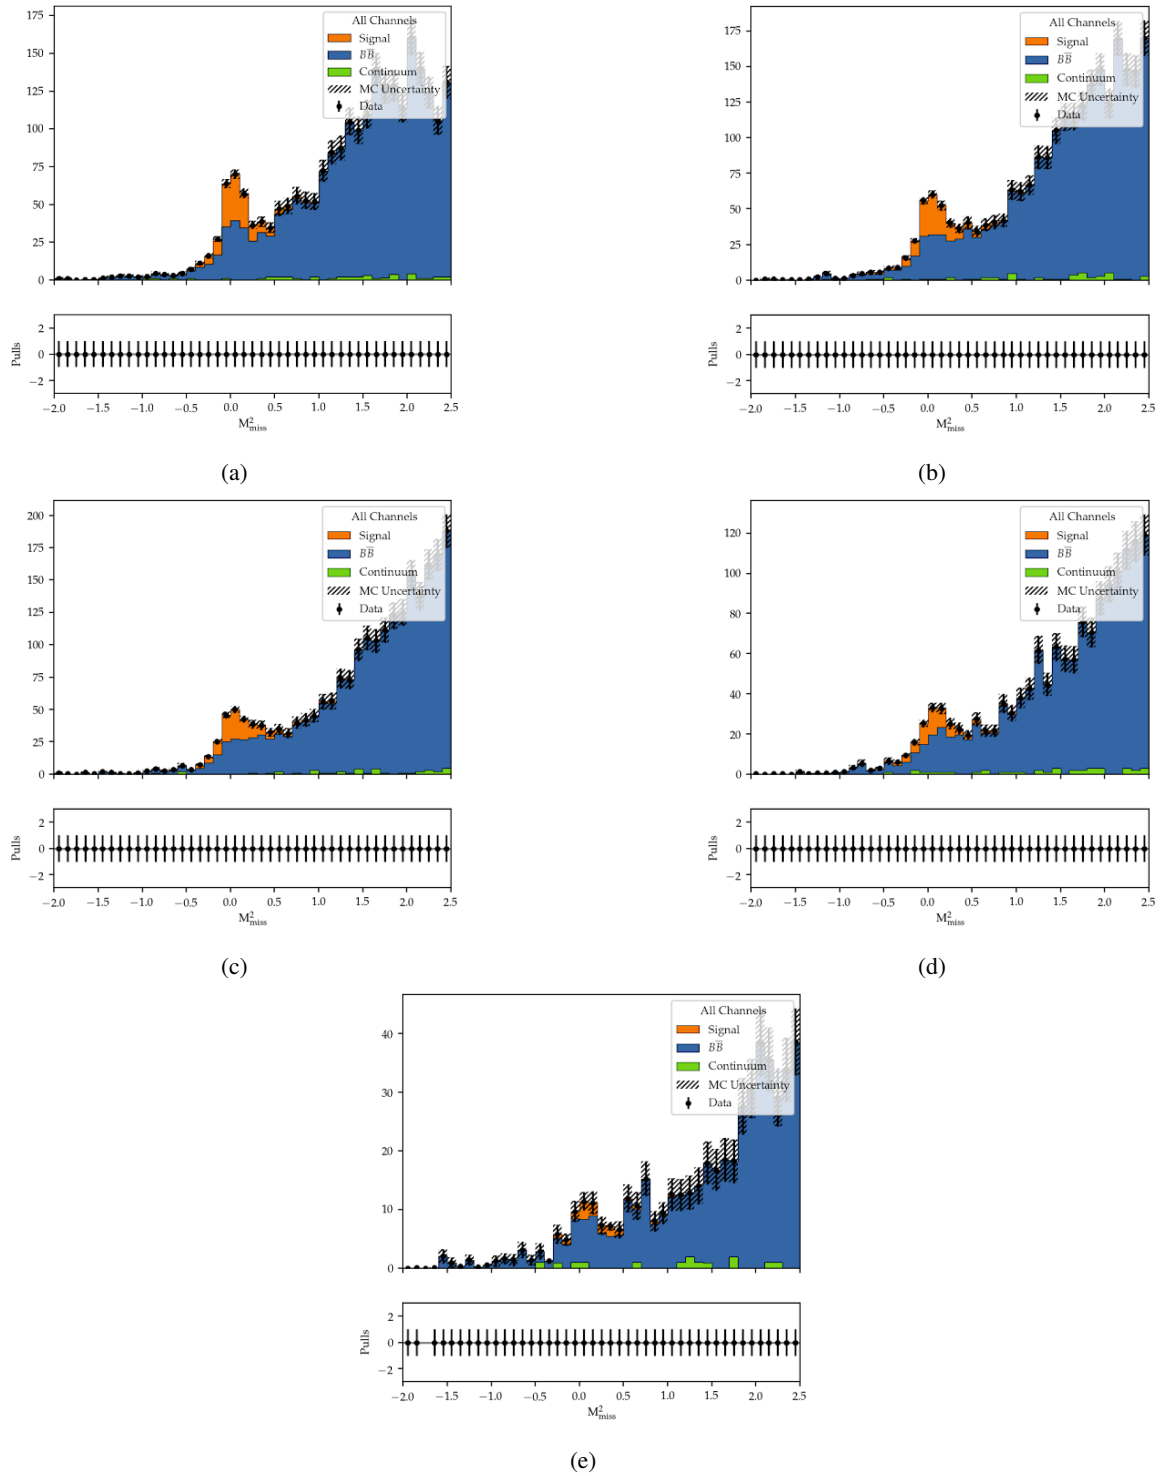 175
150
125
100
75
50
25
0
All Channels
Signal
BB̅
Continuum
MC Uncertainty
Data
2
0
−2
Pulls
−2.0 −1.5 −1.0 −0.5 0.0 0.5 1.0 1.5 2.0 2.5
M²miss
(a)
175
150
125
100
75
50
25
0
All Channels
Signal
BB̅
Continuum
MC Uncertainty
Data
2
0
−2
Pulls
−2.0 −1.5 −1.0 −0.5 0.0 0.5 1.0 1.5 2.0 2.5
M²miss
(b)
200
175
150
125
100
75
50
25
0
All Channels
Signal
BB̅
Continuum
MC Uncertainty
Data
2
0
−2
Pulls
−2.0 −1.5 −1.0 −0.5 0.0 0.5 1.0 1.5 2.0 2.5
M²miss
(c)
120
100
80
60
40
20
0
All Channels
Signal
BB̅
Continuum
MC Uncertainty
Data
2
0
−2
Pulls
−2.0 −1.5 −1.0 −0.5 0.0 0.5 1.0 1.5 2.0 2.5
M²miss
(d)
40
30
20
10
0
All Channels
Signal
BB̅
Continuum
MC Uncertainty
Data
2
0
−2
Pulls
−2.0 −1.5 −1.0 −0.5 0.0 0.5 1.0 1.5 2.0 2.5
M²miss
(e)